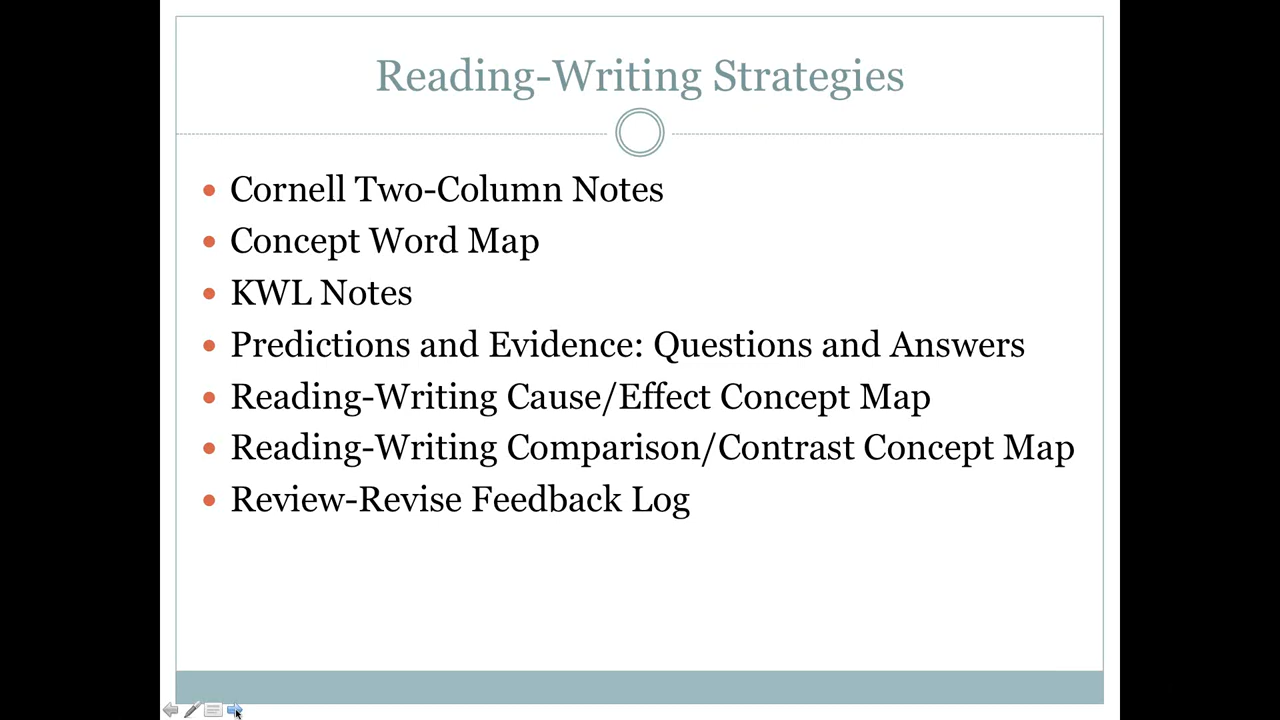 Reading-Writing Strategies
Cornell Two-Column Notes
Concept Word Map
KWL Notes
Predictions and Evidence: Questions and Answers
Reading-Writing Cause/Effect Concept Map
Reading-Writing Comparison/Contrast Concept Map
Review-Revise Feedback Log